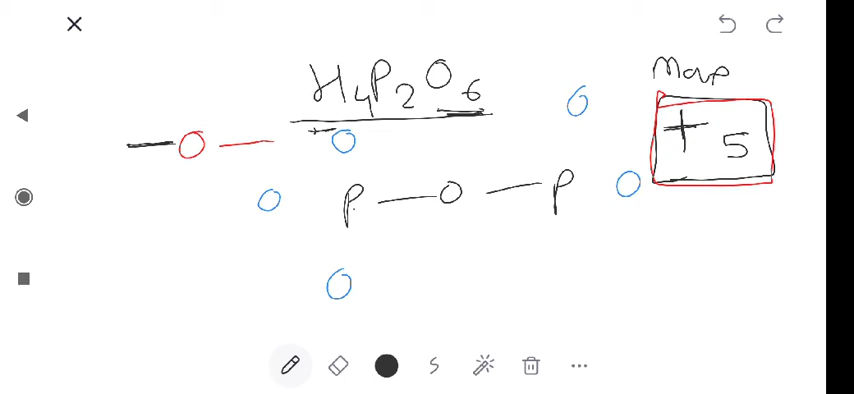 H4P2O6
Max
+5
O
— O — O
O P — O — P O
O